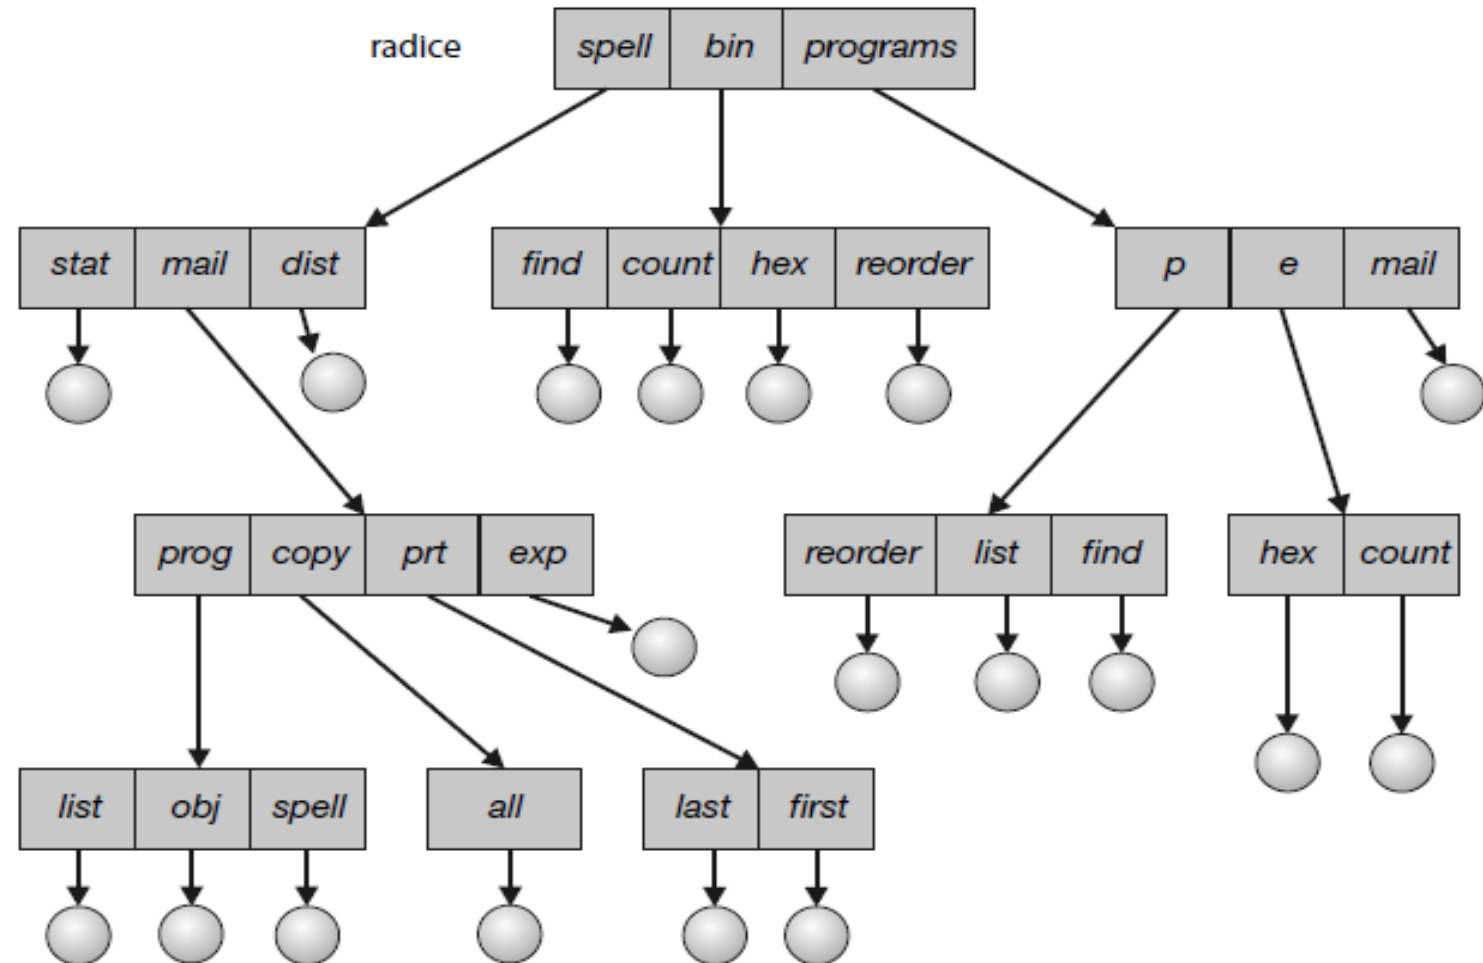 radice spell bin programs
stat mail dist find count hex reorder p e mail
prog copy prt exp reorder list find hex count
list obj spell all last first